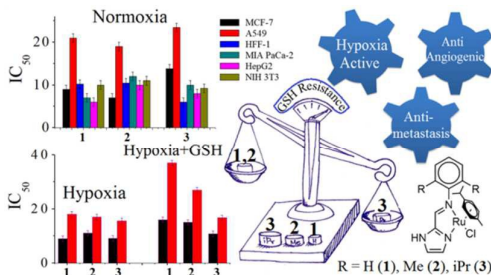 Normoxia
IC50
20
10
0
1
2
3
MCF-7
A549
HFF-1
MIA PaCa-2
HepG2
NIH 3T3
Hypoxia+GSH
Hypoxia
IC50
40
20
0
1 2 3
1 2 3
GSH Resistance
1,2
3
3
2
1
iPr
Me
H
Hypoxia
Active
Anti
Angiogenic
Anti-
metastasis
R
R
N
Ru
Cl
N
HN
R = H (1), Me (2), iPr (3)